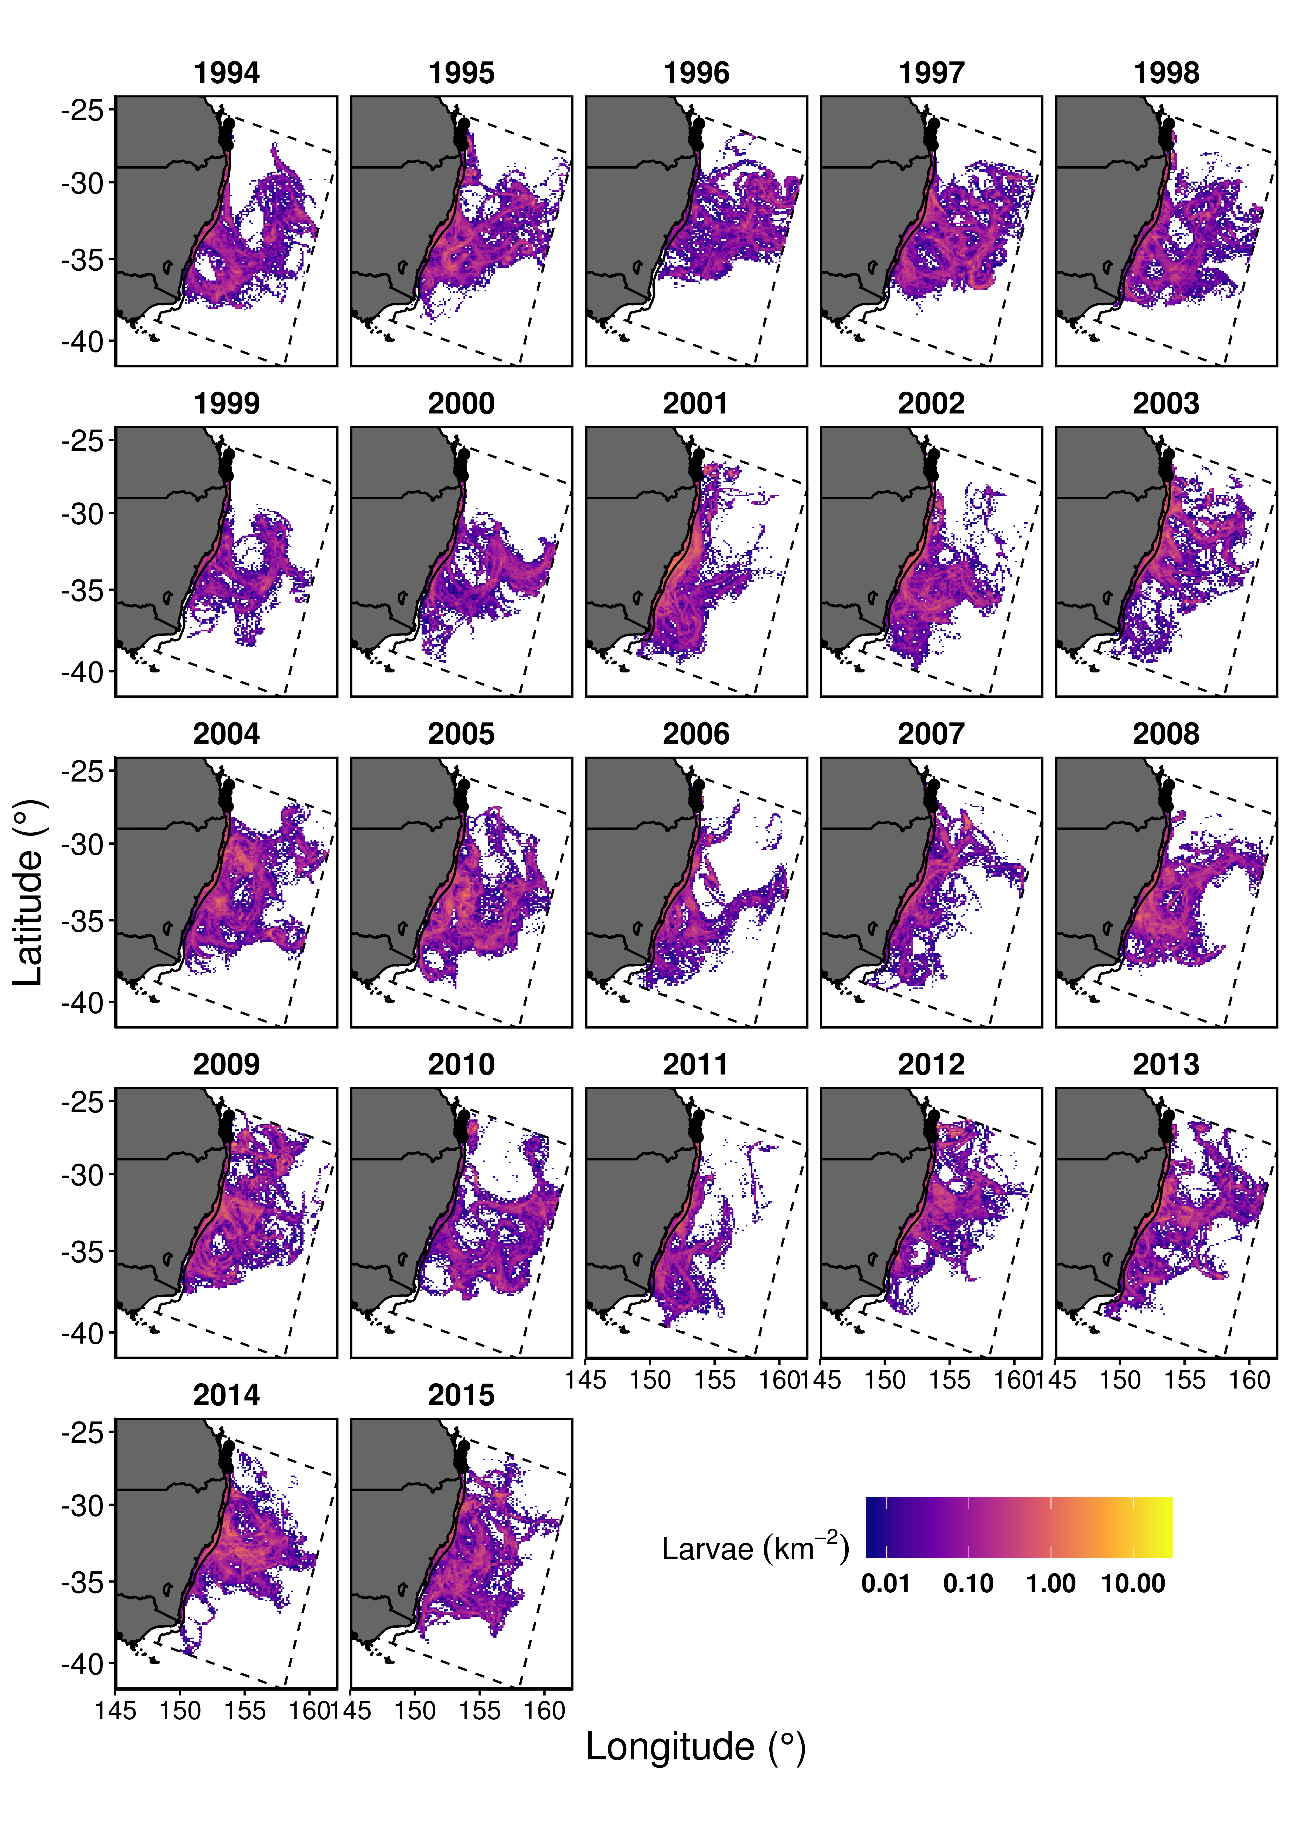 1994 1995 1996 1997 1998
-25
-30
-35
-40
1999 2000 2001 2002 2003
-25
-30
-35
-40
2004 2005 2006 2007 2008
-25
-30
-35
-40
Latitude (°)
2009 2010 2011 2012 2013
-25
-30
-35
-40
145 150 155 160 145 150 155 160 145 150 155 160
2014 2015
-25
-30
-35
-40
145 150 155 160 145 150 155 160
Larvae (km⁻²)
0.01 0.10 1.00 10.00
Longitude (°)